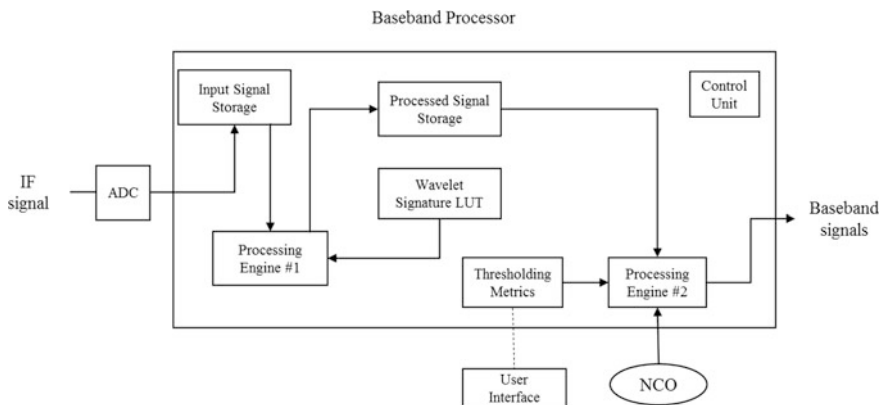 Baseband Processor
Input Signal
Storage
Processed Signal
Storage
Control
Unit
IF
signal
ADC
Wavelet
Signature LUT
Baseband
signals
Processing
Engine #1
Thresholding
Metrics
Processing
Engine #2
User
Interface
NCO